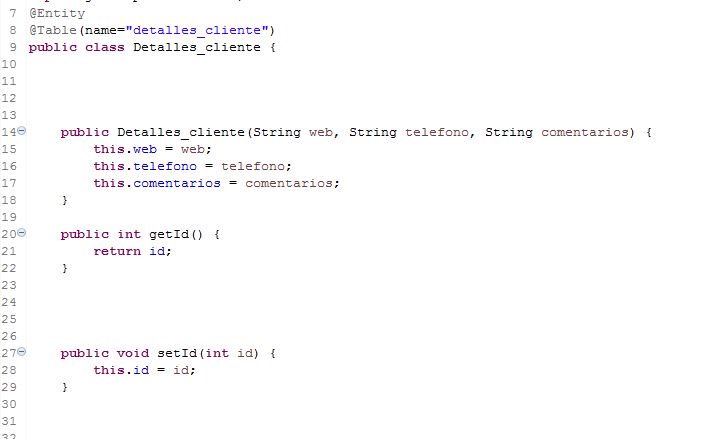 7 @Entity
8 @Table(name="detalles_cliente")
9 public class Detalles_cliente {
10
11
12
13
14 public Detalles_cliente(String web, String telefono, String comentarios) {
15 this.web = web;
16 this.telefono = telefono;
17 this.comentarios = comentarios;
18 }
19
20 public int getId() {
21 return id;
22 }
23
24
25
26
27 public void setId(int id) {
28 this.id = id;
29 }
30
31
32